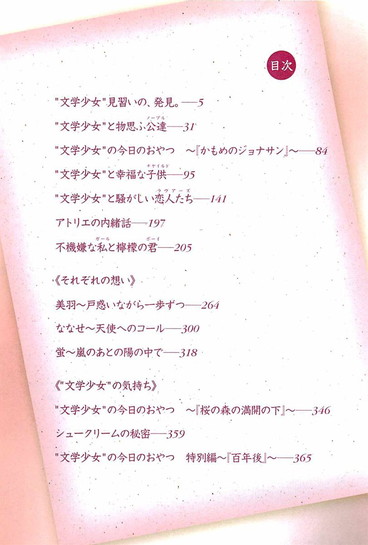 目次
"文学少女"見習いの、発見。──5
"文学少女"と物思ふ公達──31
"文学少女"の今日のおやつ　～『かもめのジョナサン』～──84
"文学少女"と幸福な子供──95
"文学少女"と騒がしい恋人たち──141
アトリエの内緒話──197
不機嫌な私と檸檬の君──205
《それぞれの想い》
美羽～戸惑いながら一歩ずつ──264
ななせ～天使へのコール──300
蛍～嵐のあとの陽の中で──318
《"文学少女"の気持ち》
"文学少女"の今日のおやつ　～『桜の森の満開の下』～──346
シュークリームの秘密──359
"文学少女"の今日のおやつ　特別編～『百年後』～──365